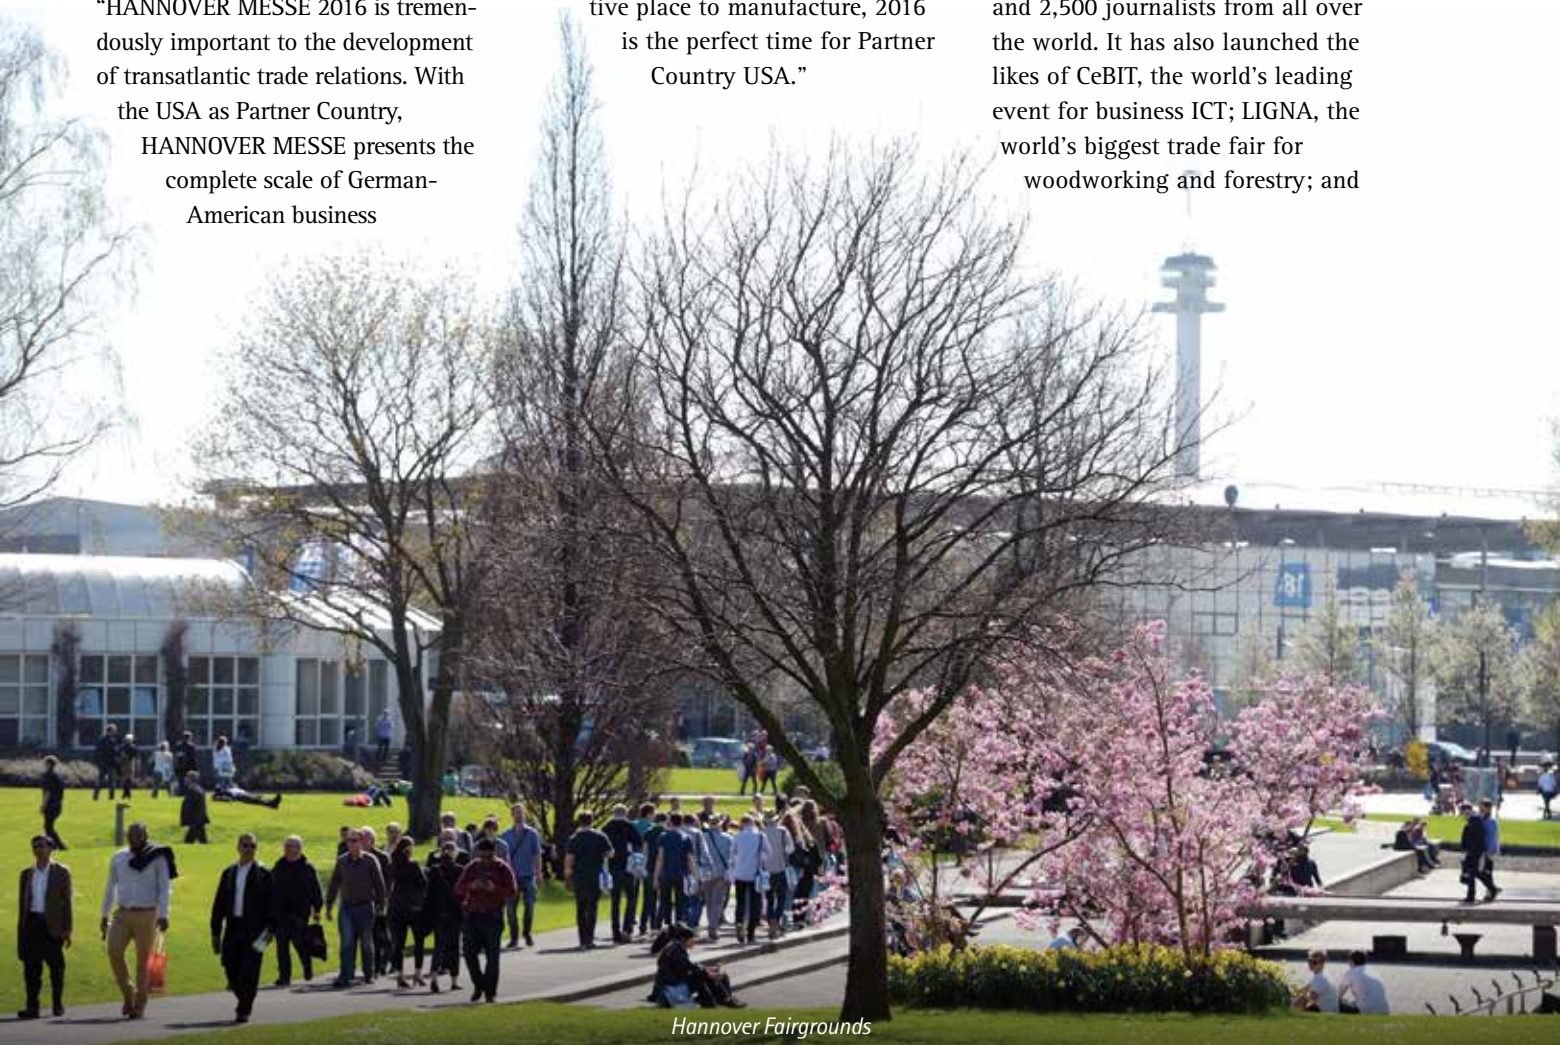 “HANNOVER MESSE 2016 is tremen-
dously important to the development
of transatlantic trade relations. With
the USA as Partner Country,
HANNOVER MESSE presents the
complete scale of German-
American business
tive place to manufacture, 2016
is the perfect time for Partner
Country USA.”
and 2,500 journalists from all over
the world. It has also launched the
likes of CeBIT, the world’s leading
event for business ICT; LIGNA, the
world’s biggest trade fair for
woodworking and forestry; and
Hannover Fairgrounds